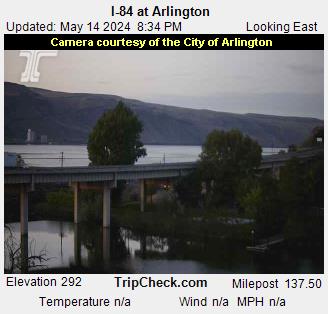 I-84 at Arlington
Updated: May 14 2024 8:34 PM Looking East
Camera courtesy of the City of Arlington
Elevation 292 TripCheck.com Milepost 137.50
Temperature n/a Wind n/a MPH n/a